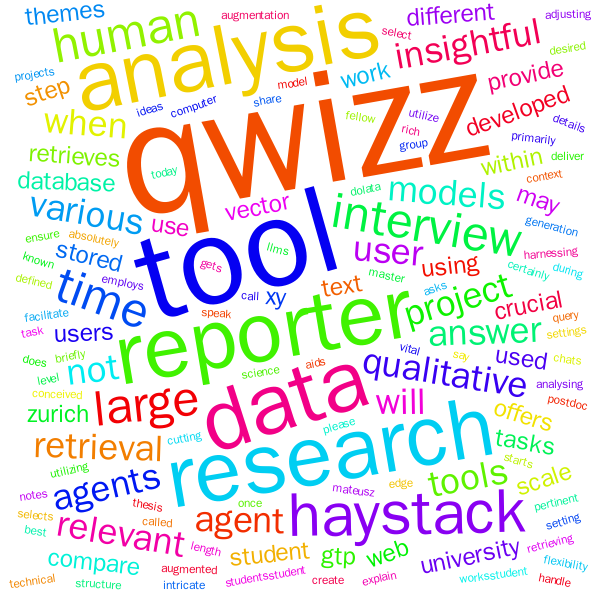 augmentation
select
adjusting
themes
human
analysis
different
desired
projects
ideas
computer
model
insightful
step
share
work
provide
when
fellow
utilize
rich
details
developed
primarily
retrieves
qwizz
group
deliver
today
within
context
database
vector
dolata
may
various
use
tool
interview
models
generation
absolutely
llms
user
harnessing
ensure
stored
gets
master
using
certainly
during
known
employs
call
xy
text
asks
query
defined
speak
crucial
settings
facilitate
time
reporter
project
answer
task
users
not
vital
say
does
briefly
data
qualitative
used
chats
level
conceived
science
aids
analysing
large
will
zurich
research
offers
postdoc
utilizing
cutting
please
tasks
retrieval
edge
starts
tools
scale
notes
once
mateusz
pertinent
agents
haystack
setting
selects
thesis
called
agent
gtp
web
best
relevant
student
university
length
retrieving
flexibility
compare
augmented
create
explain
technical
structure
intricate
studentsstudent
worksstudent
handle